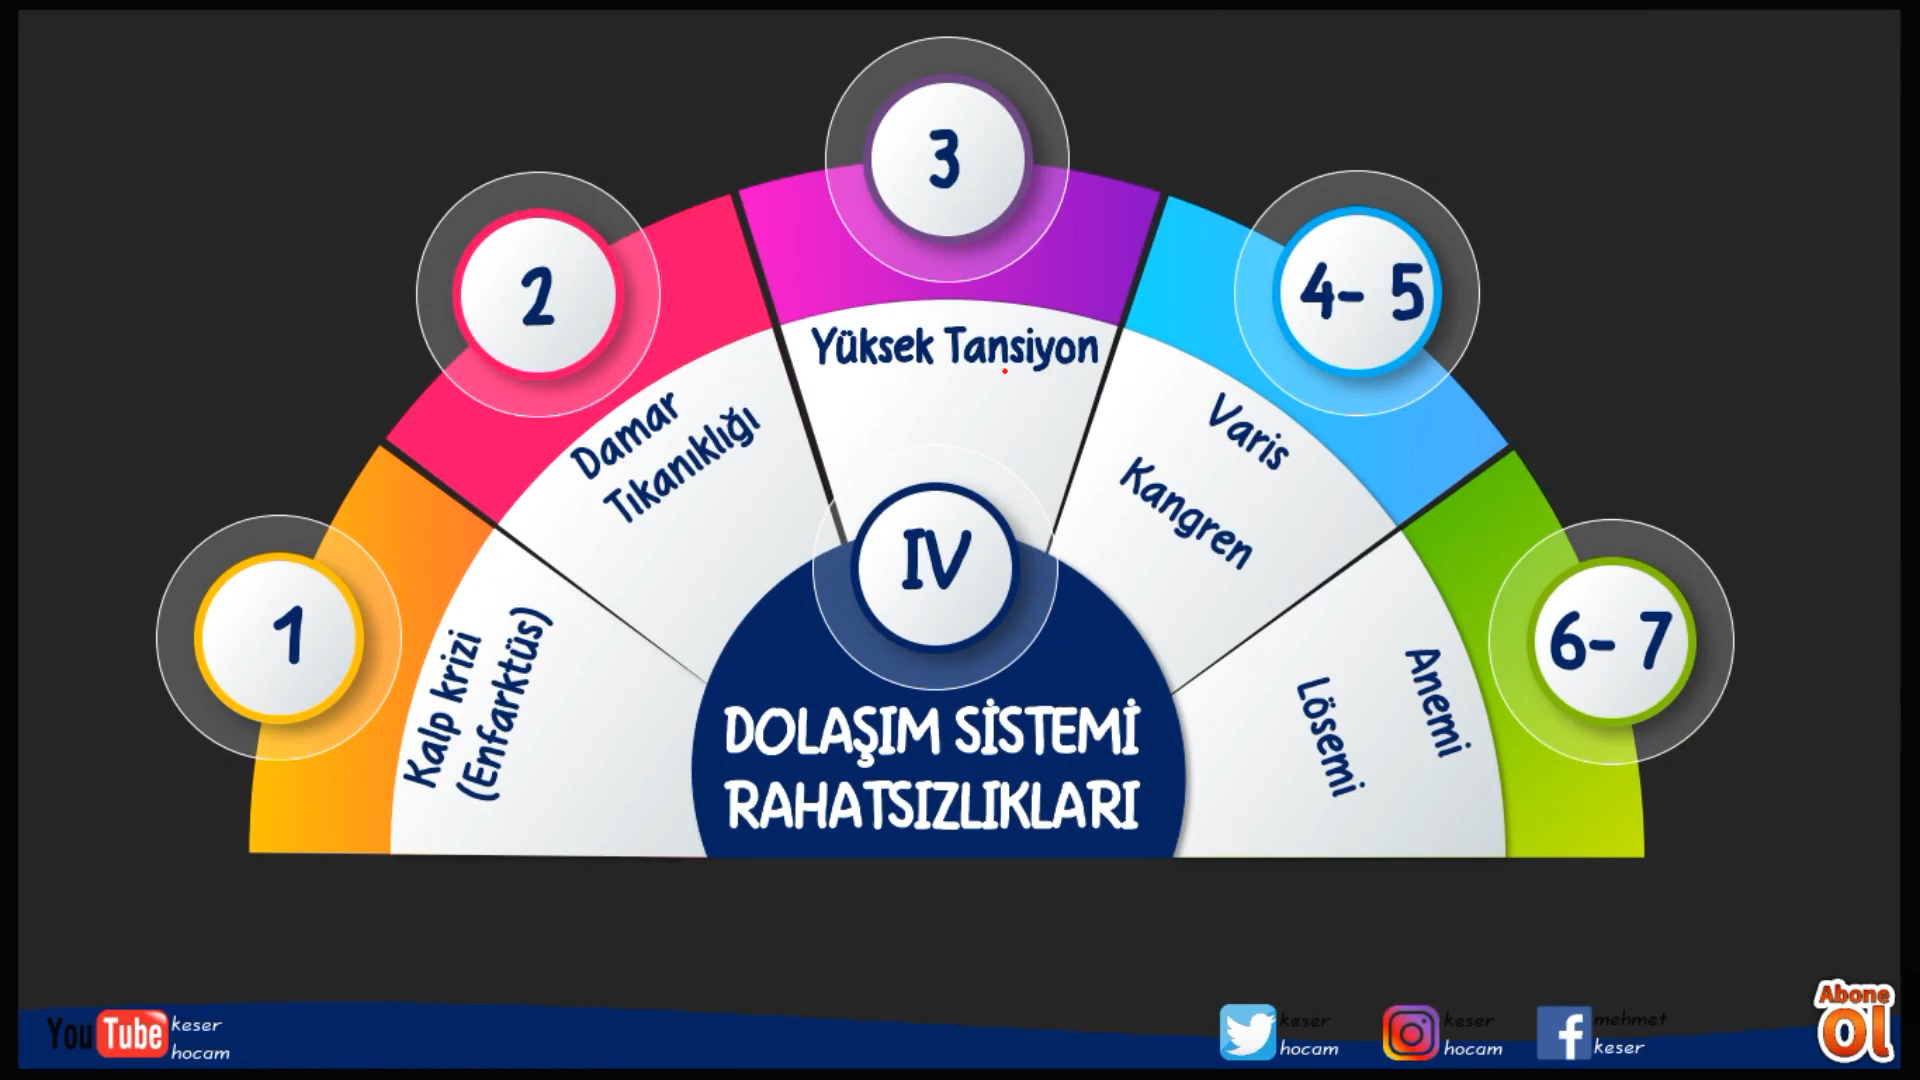 1
Kalp krizi
(Enfarktüs)
2
Damar
Tıkanıklığı
3
Yüksek Tansiyon
4- 5
Varis
Kangren
6- 7
Anemi
Lösemi
IV
DOLAŞIM SİSTEMİ
RAHATSIZLIKLARI
YouTube keser
hocam
keser
hocam
keser
hocam
mehmet
keser
Abone
Ol